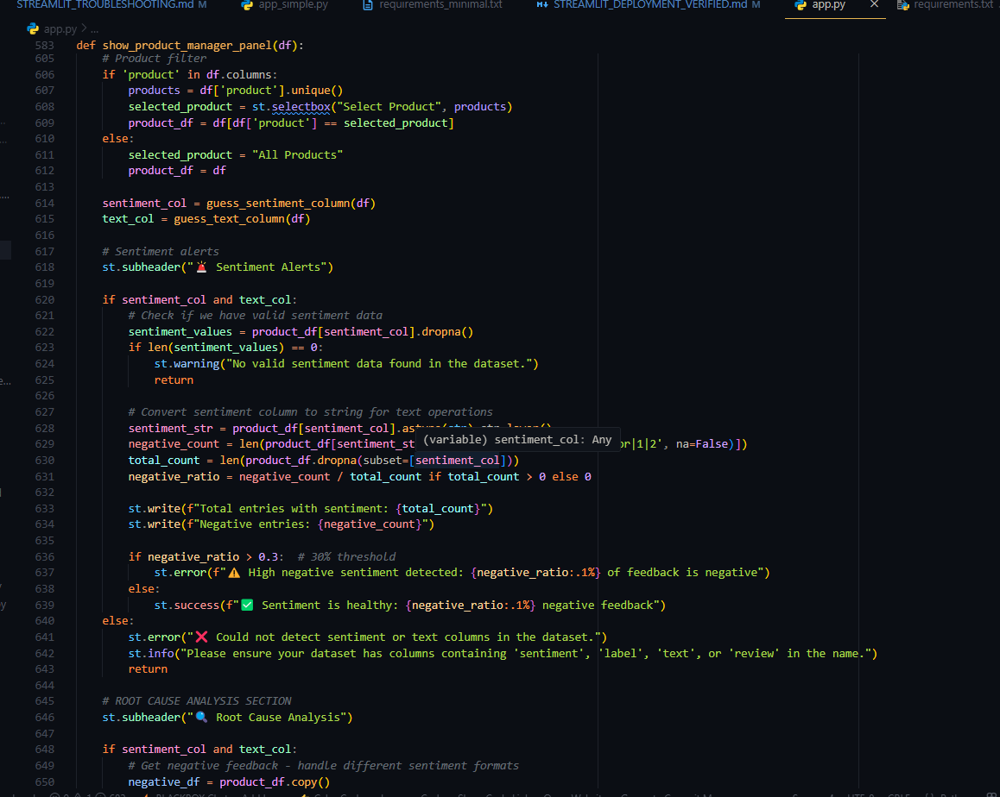 STREAMLIT_TROUBLESHOOTING.md M app_simple.py requirements_minimal.txt STREAMLIT_DEPLOYMENT_VERIFIED.md M app.py × requirements.txt
app.py > ...
583 def show_product_manager_panel(df):
605 # Product filter
606 if 'product' in df.columns:
607 products = df['product'].unique()
608 selected_product = st.selectbox("Select Product", products)
609 product_df = df[df['product'] == selected_product]
610 else:
611 selected_product = "All Products"
612 product_df = df
613
614 sentiment_col = guess_sentiment_column(df)
615 text_col = guess_text_column(df)
616
617 # Sentiment alerts
618 st.subheader("🚨 Sentiment Alerts")
619
620 if sentiment_col and text_col:
621 # Check if we have valid sentiment data
622 sentiment_values = product_df[sentiment_col].dropna()
623 if len(sentiment_values) == 0:
624 st.warning("No valid sentiment data found in the dataset.")
625 return
626
627 # Convert sentiment column to string for text operations
628 sentiment_str = product_df[sentiment_col].astype(str).str.lower()
(variable) sentiment_col: Any
629 negative_count = len(product_df[sentiment_st or|1|2', na=False)])
630 total_count = len(product_df.dropna(subset=[sentiment_col]))
631 negative_ratio = negative_count / total_count if total_count > 0 else 0
632
633 st.write(f"Total entries with sentiment: {total_count}")
634 st.write(f"Negative entries: {negative_count}")
635
636 if negative_ratio > 0.3: # 30% threshold
637 st.error(f"⚠️ High negative sentiment detected: {negative_ratio:.1%} of feedback is negative")
638 else:
639 st.success(f"✅ Sentiment is healthy: {negative_ratio:.1%} negative feedback")
640 else:
641 st.error("❌ Could not detect sentiment or text columns in the dataset.")
642 st.info("Please ensure your dataset has columns containing 'sentiment', 'label', 'text', or 'review' in the name.")
643 return
644
645 # ROOT CAUSE ANALYSIS SECTION
646 st.subheader("🔍 Root Cause Analysis")
647
648 if sentiment_col and text_col:
649 # Get negative feedback - handle different sentiment formats
650 negative_df = product_df.copy()